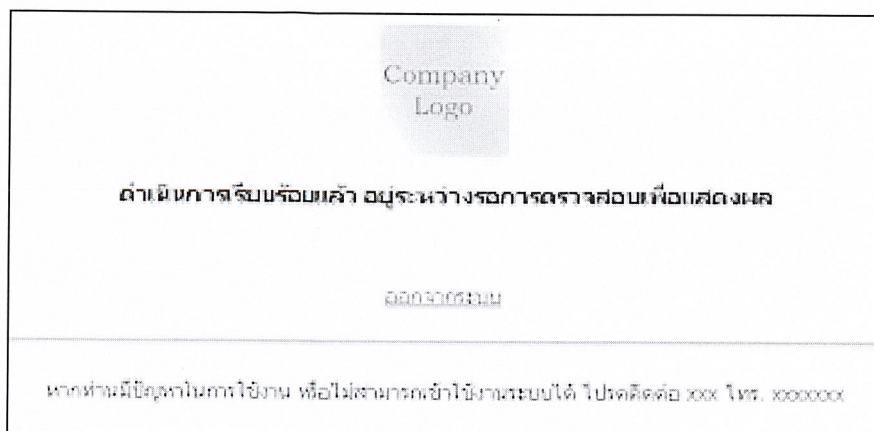 Company
Logo
ดำเนินการเรียบร้อยแล้ว อยู่ระหว่างรอการตรวจสอบเพื่อแสดงผล
ออกจากระบบ
หากท่านมีปัญหาในการใช้งาน หรือไม่สามารถเข้าใช้งานระบบได้ โปรดติดต่อ xxx โทร. xxxxxxx